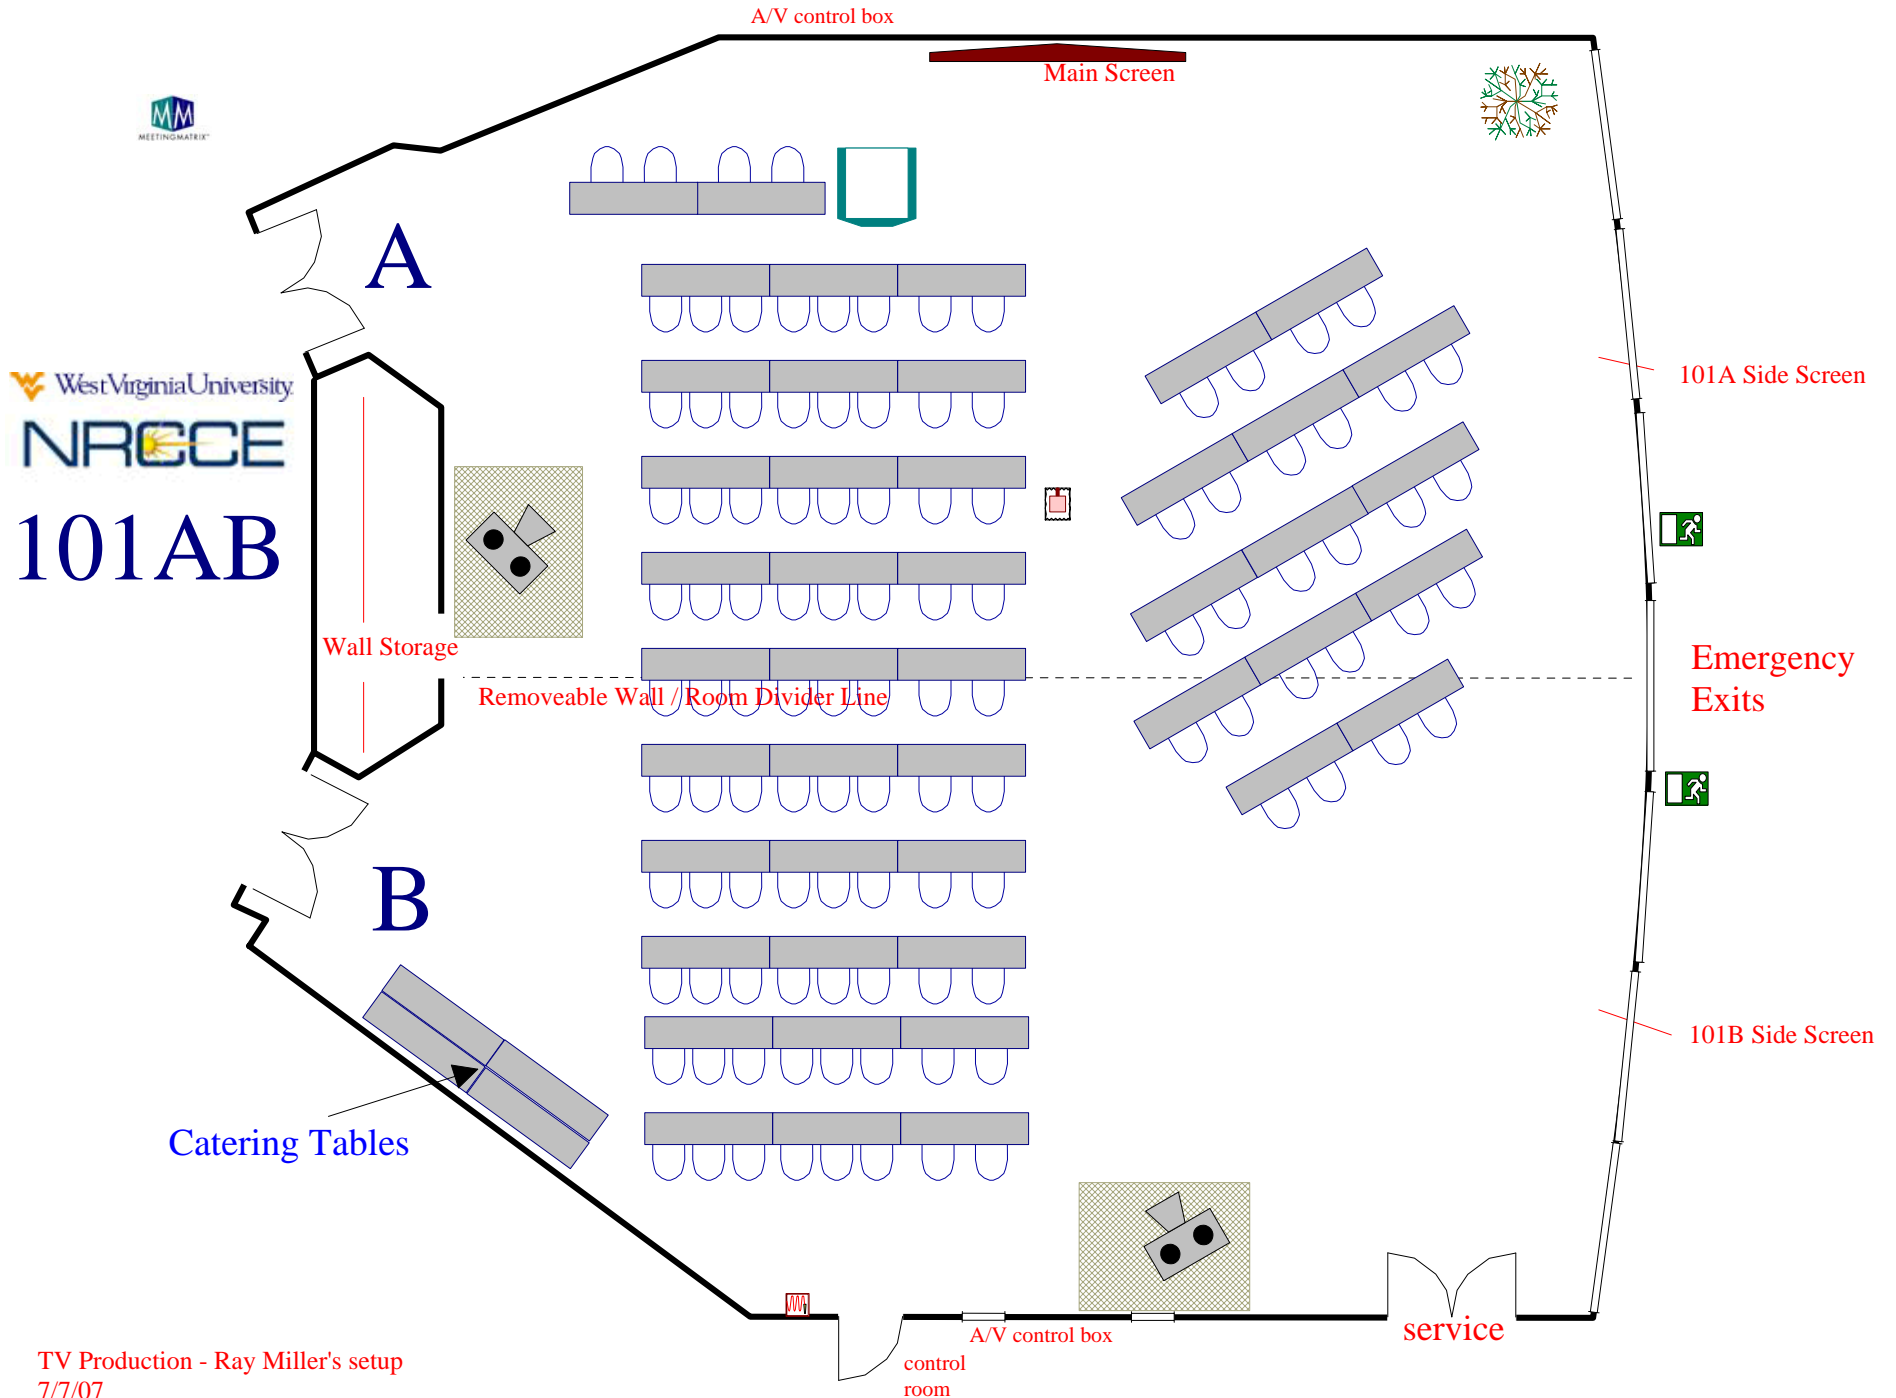 A/V control box
Main Screen
MM
MEETINGMATRIX
A
West Virginia University.
NRCCE
101AB
101A Side Screen
Wall Storage
Removeable Wall / Room Divider Line
Emergency
Exits
B
101B Side Screen
Catering Tables
A/V control box
service
control
room
TV Production - Ray Miller's setup
7/7/07